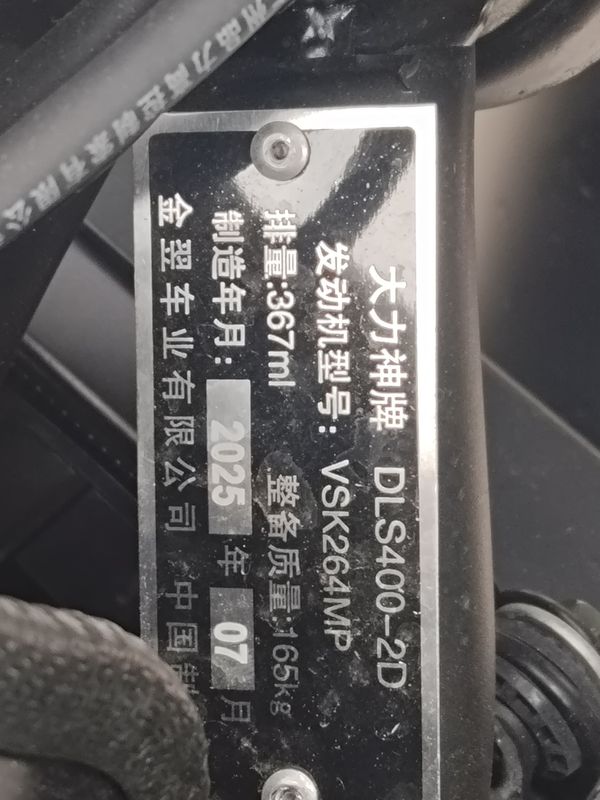 大力神牌 DLS400-2D
发动机型号: VSK264MP
排量:367ml 整备质量:165kg
制造年月: 2025 年 07 月
金翌车业有限公司 中国制